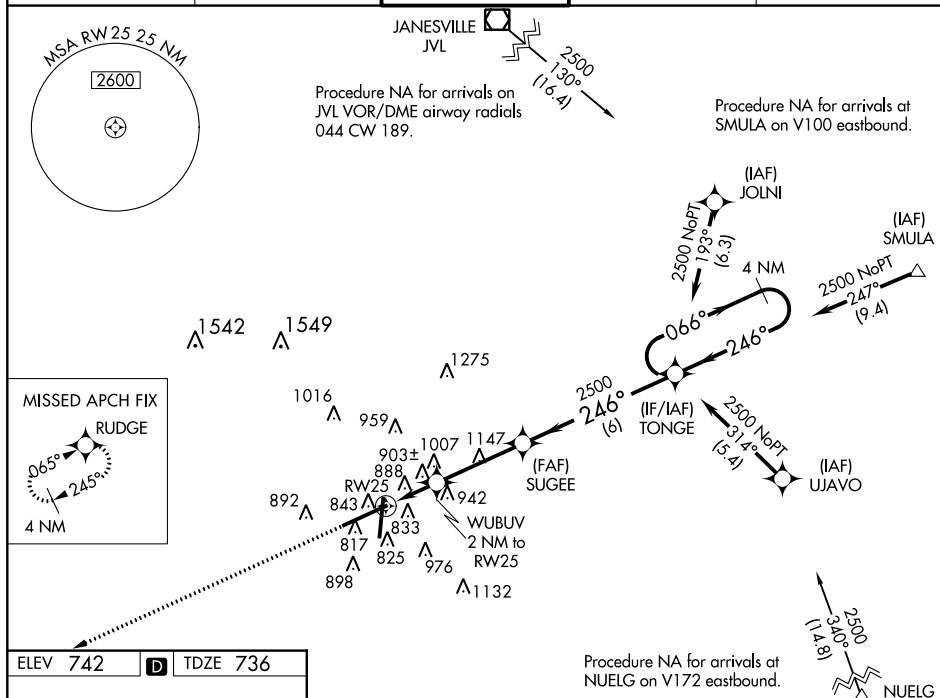 MSA RW 25 25 NM
2600
JANESVILLE
JVL
2500
130°
(16.4)
Procedure NA for arrivals on
JVL VOR/DME airway radials
044 CW 189.
Procedure NA for arrivals at
SMULA on V100 eastbound.
(IAF)
JOLNI
2500 NoPT
193°
(6.3)
(IAF)
SMULA
2500 NoPT
247°
(9.4)
4 NM
066°
246°
1542
1549
1275
1016
959
2500
246°
(6)
(IF/IAF)
TONGE
2500 NoPT
314°
(5.4)
(IAF)
UJAVO
MISSED APCH FIX
RUDGE
065°
245°
4 NM
903±
1007
1147
888
(FAF)
SUGEE
RW25
892
843
942
833
WUBUV
2 NM to
RW25
817
825
976
898
1132
2500
340°
(14.8)
ELEV 742
D
TDZE 736
Procedure NA for arrivals at
NUELG on V172 eastbound.
NUELG